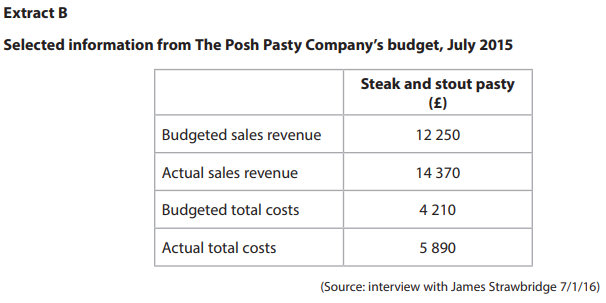 Extract B
Selected information from The Posh Pasty Company's budget, July 2015
Steak and stout pasty
(£)
Budgeted sales revenue 12 250
Actual sales revenue 14 370
Budgeted total costs 4 210
Actual total costs 5 890
(Source: interview with James Strawbridge 7/1/16)